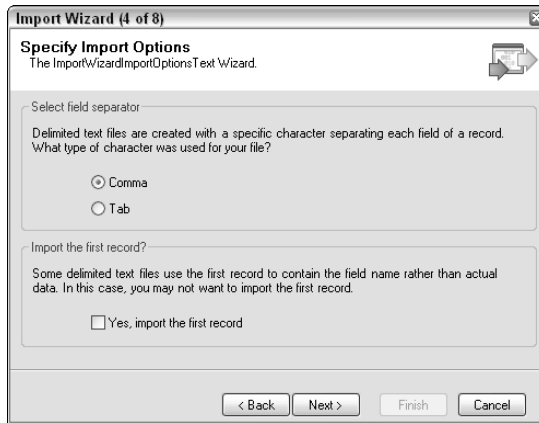 Import Wizard (4 of 8)
Specify Import Options
The ImportWizardImportOptionsText Wizard.
Select field separator
Delimited text files are created with a specific character separating each field of a record.
What type of character was used for your file?
Comma
Tab
Import the first record?
Some delimited text files use the first record to contain the field name rather than actual
data. In this case, you may not want to import the first record.
Yes, import the first record
< Back Next > Finish Cancel